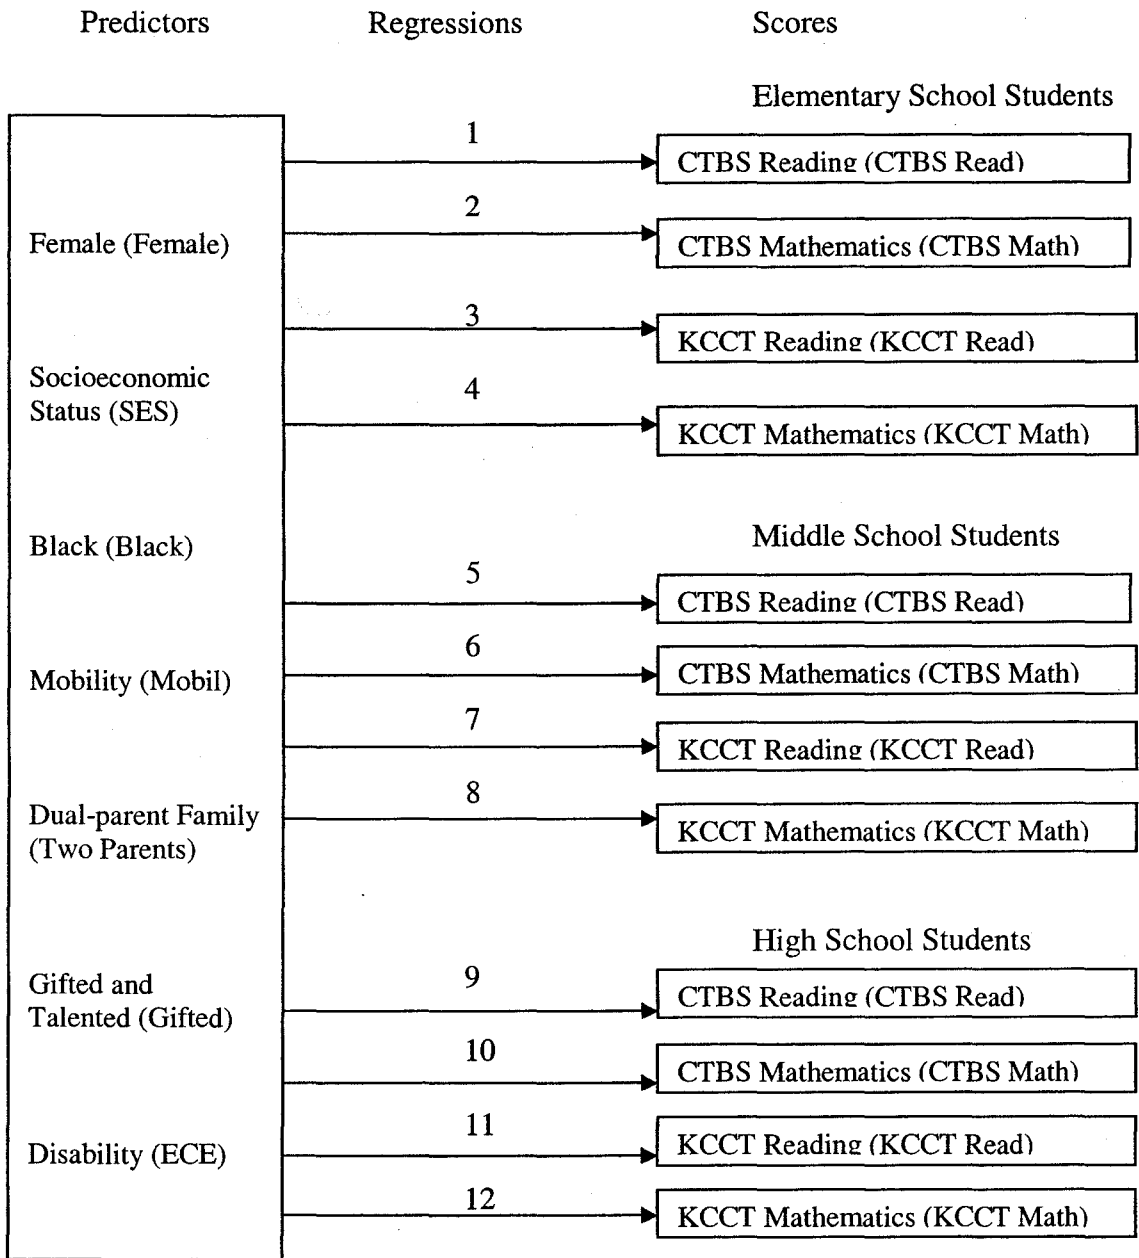 Predictors
Regressions
Scores
Elementary School Students
1
CTBS Reading (CTBS Read)
2
Female (Female)
CTBS Mathematics (CTBS Math)
3
KCCT Reading (KCCT Read)
Socioeconomic
Status (SES)
4
KCCT Mathematics (KCCT Math)
Black (Black)
Middle School Students
5
CTBS Reading (CTBS Read)
6
Mobility (Mobil)
CTBS Mathematics (CTBS Math)
7
KCCT Reading (KCCT Read)
8
Dual-parent Family
(Two Parents)
KCCT Mathematics (KCCT Math)
High School Students
Gifted and
Talented (Gifted)
9
CTBS Reading (CTBS Read)
10
CTBS Mathematics (CTBS Math)
11
Disability (ECE)
KCCT Reading (KCCT Read)
12
KCCT Mathematics (KCCT Math)